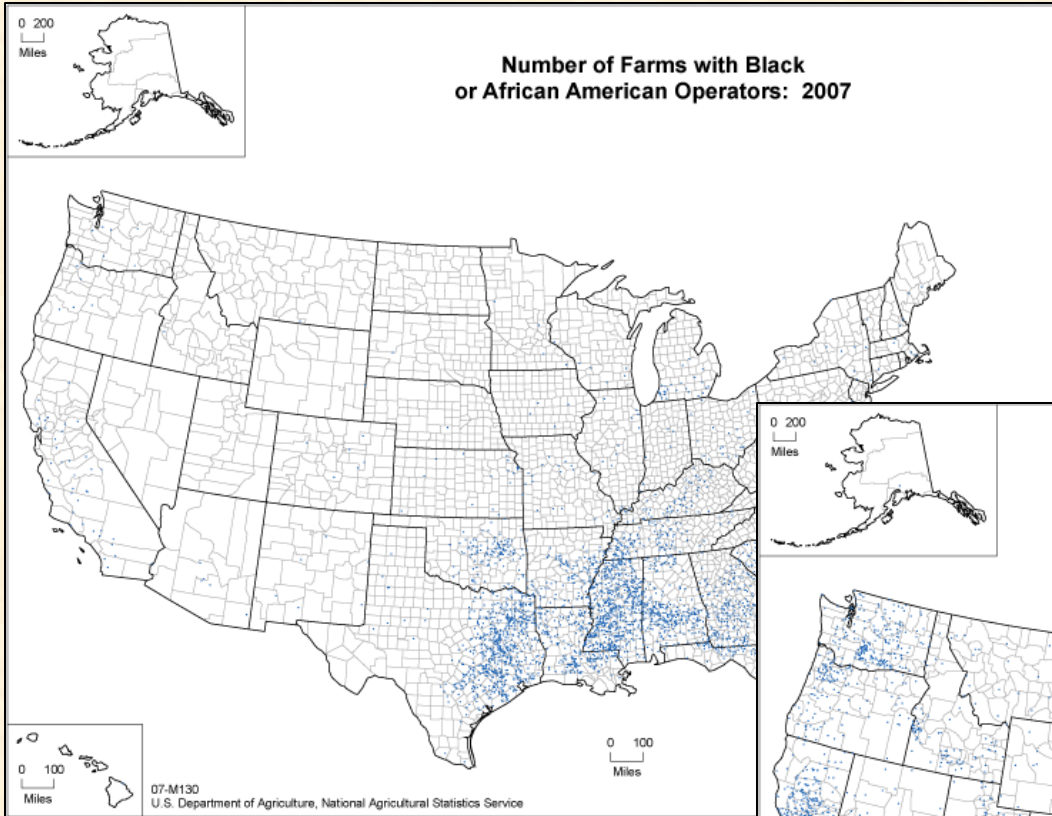 0 200
Miles
Number of Farms with Black
or African American Operators: 2007
0 200
Miles
0 100
Miles
0 100
Miles
07-M130
U.S. Department of Agriculture, National Agricultural Statistics Service